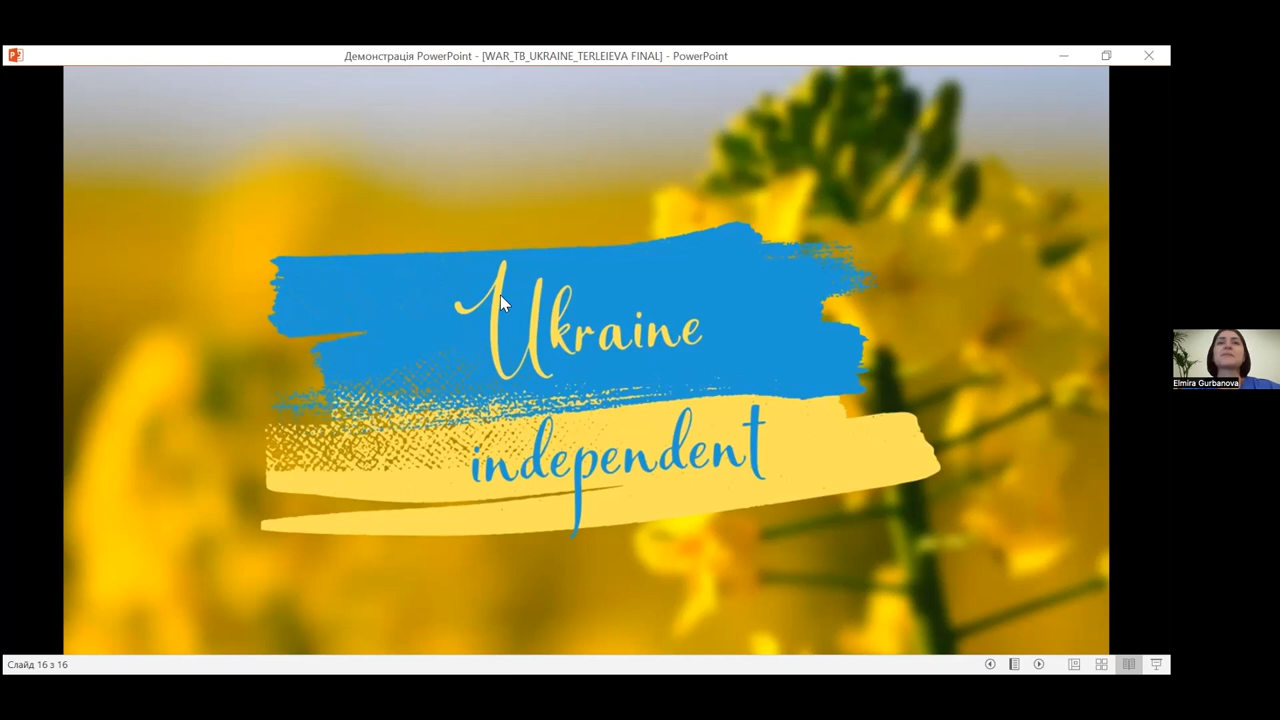 Демонстрація PowerPoint - [WAR_TB_UKRAINE_TERLEIEVA FINAL] - PowerPoint
Ukraine
independent
Elmira Gurbanova
Слайд 16 з 16